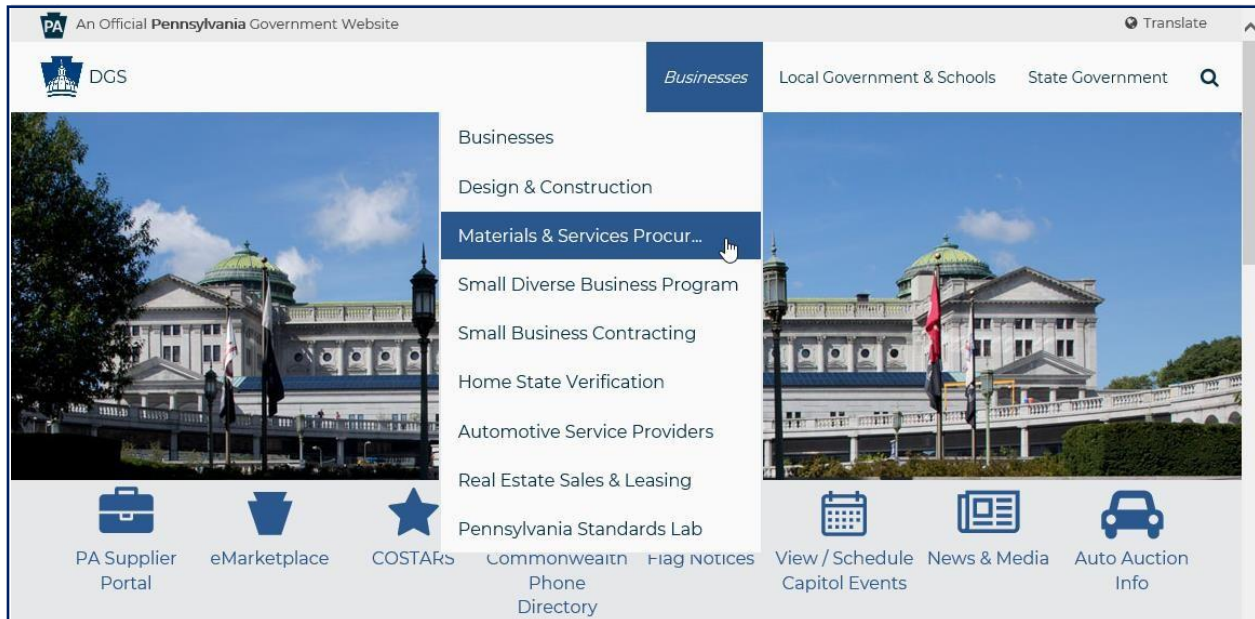 PA An Official Pennsylvania Government Website
Translate
DGS
Businesses
Local Government & Schools
State Government
Businesses
Design & Construction
Materials & Services Procur...
Small Diverse Business Program
Small Business Contracting
Home State Verification
Automotive Service Providers
Real Estate Sales & Leasing
Pennsylvania Standards Lab
PA Supplier
Portal
eMarketplace
COSTARS
Commonwealth
Phone
Directory
Flag Notices
View / Schedule
Capitol Events
News & Media
Auto Auction
Info